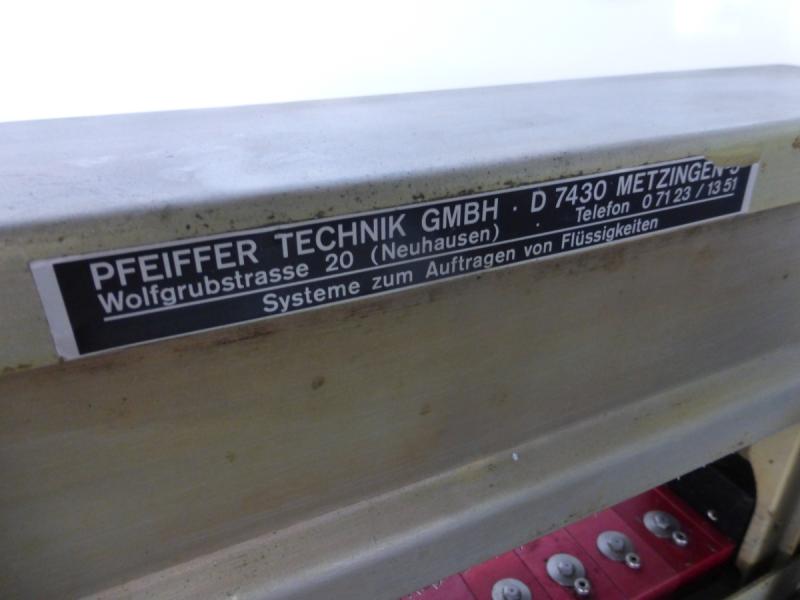 PFEIFFER TECHNIK GMBH · D 7430 METZINGEN
Wolfgrubstrasse 20 (Neuhausen) · Telefon 0 71 23 / 13 51
Systeme zum Auftragen von Flüssigkeiten